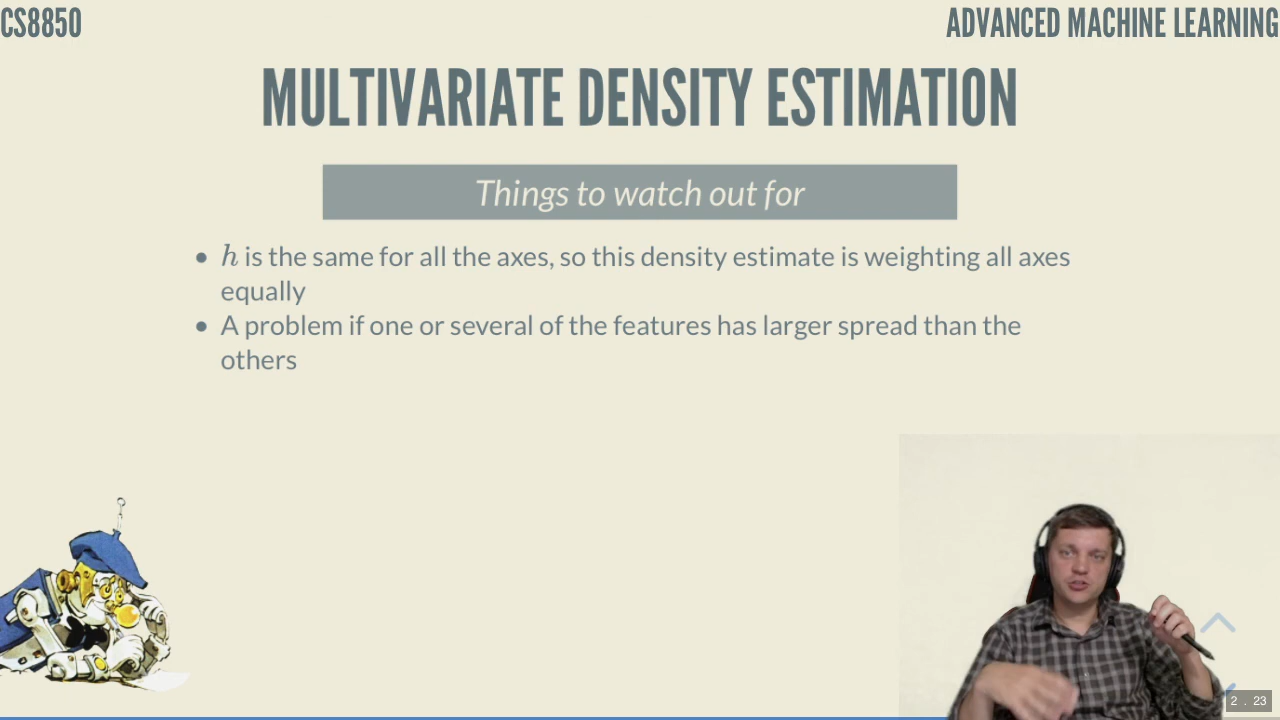 CS8850
ADVANCED MACHINE LEARNING
MULTIVARIATE DENSITY ESTIMATION
Things to watch out for
• h is the same for all the axes, so this density estimate is weighting all axes
equally
• A problem if one or several of the features has larger spread than the
others
2 . 23